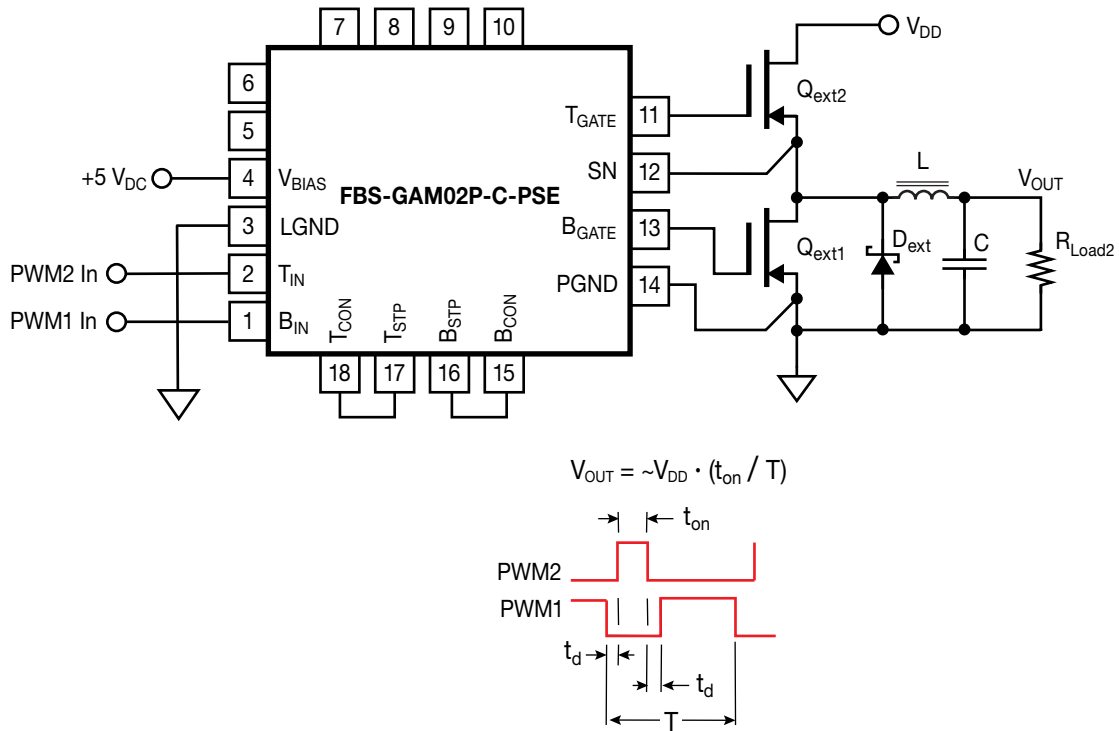 7 8 9 10
V_DD
6
Q_ext2
5
T_GATE 11
+5 V_DC 4 V_BIAS
SN 12
L
V_OUT
FBS-GAM02P-C-PSE
3 LGND
B_GATE 13
Q_ext1
D_ext
C
R_Load2
PWM2 In 2 T_IN
PGND 14
PWM1 In 1 B_IN
T_CON T_STP B_STP B_CON
18 17 16 15
V_OUT = ~V_DD · (t_on / T)
t_on
PWM2
PWM1
t_d
t_d
T